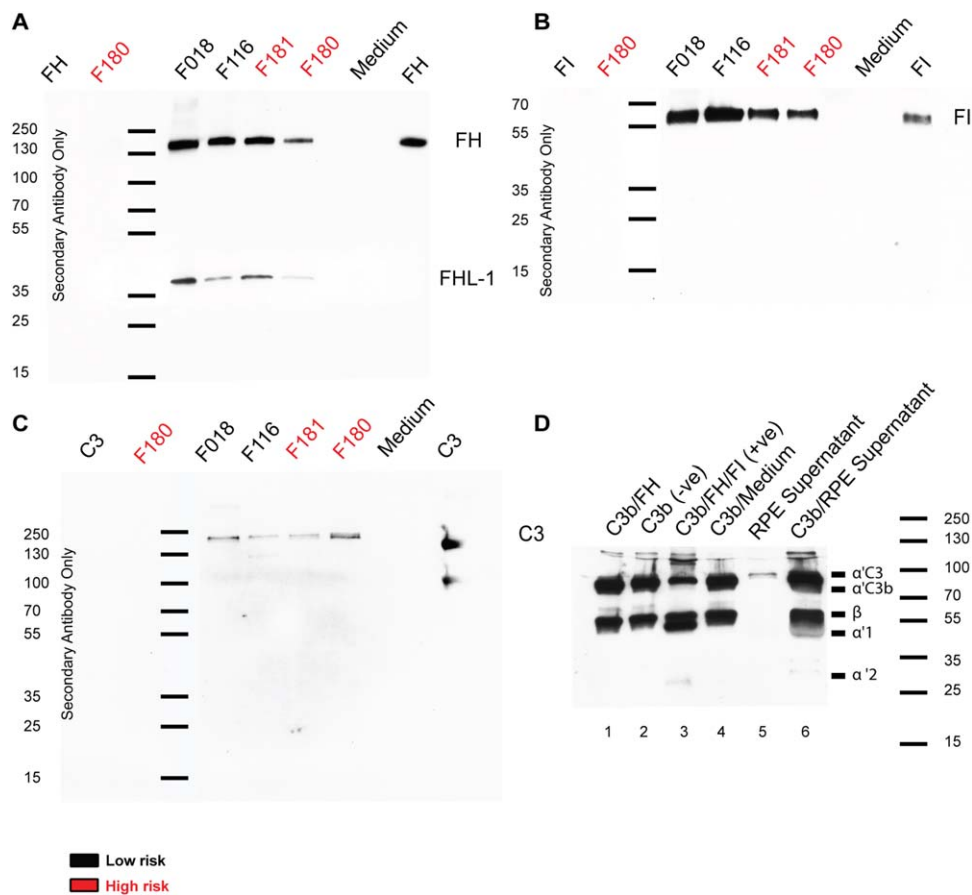 A
FH
F180
F018
F116
F181
F180
Medium
FH
250
130
100
70
55
35
25
15
Secondary Antibody Only
FH
FHL-1
B
FI
F180
F018
F116
F181
F180
Medium
FI
70
55
35
25
15
Secondary Antibody Only
FI
C
C3
F180
F018
F116
F181
F180
Medium
C3
250
130
100
70
55
35
25
15
Secondary Antibody Only
C3
D
C3b/FH
C3b (-ve)
C3b/FH/FI (+ve)
C3b/Medium
RPE Supernatant
C3b/RPE Supernatant
α'C3
α'C3b
β
α'1
α'2
250
130
100
70
55
35
25
15
1 2 3 4 5 6
Low risk
High risk